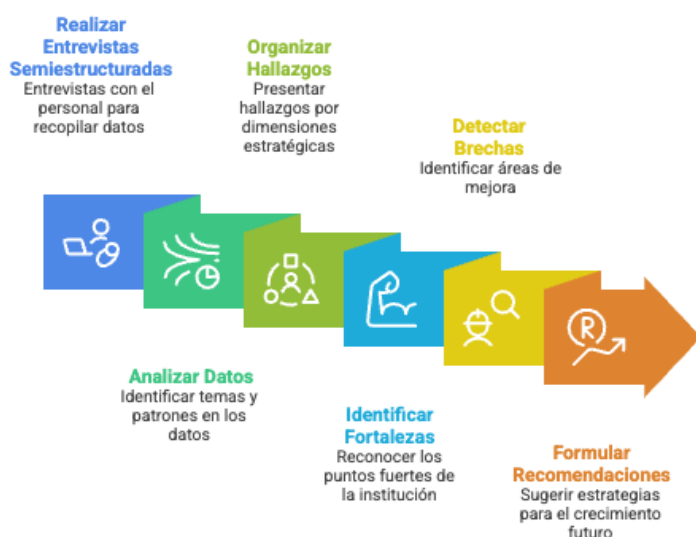 Realizar
Entrevistas
Semiestructuradas
Entrevistas con el
personal para
recopilar datos
Organizar
Hallazgos
Presentar
hallazgos por
dimensiones
estratégicas
Detectar
Brechas
Identificar áreas de
mejora
R
Analizar Datos
Identificar temas y
patrones en los
datos
Identificar
Fortalezas
Reconocer los
puntos fuertes de
la institución
Formular
Recomendaciones
Sugerir estrategias
para el crecimiento
futuro